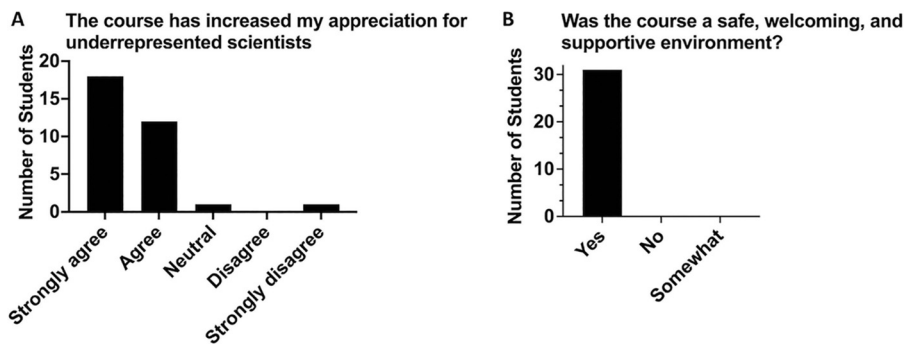 A
The course has increased my appreciation for
underrepresented scientists
Number of Students
20
15
10
5
0
Strongly agree
Agree
Neutral
Disagree
Strongly disagree
B
Was the course a safe, welcoming, and
supportive environment?
Number of Students
30
20
10
0
Yes
No
Somewhat